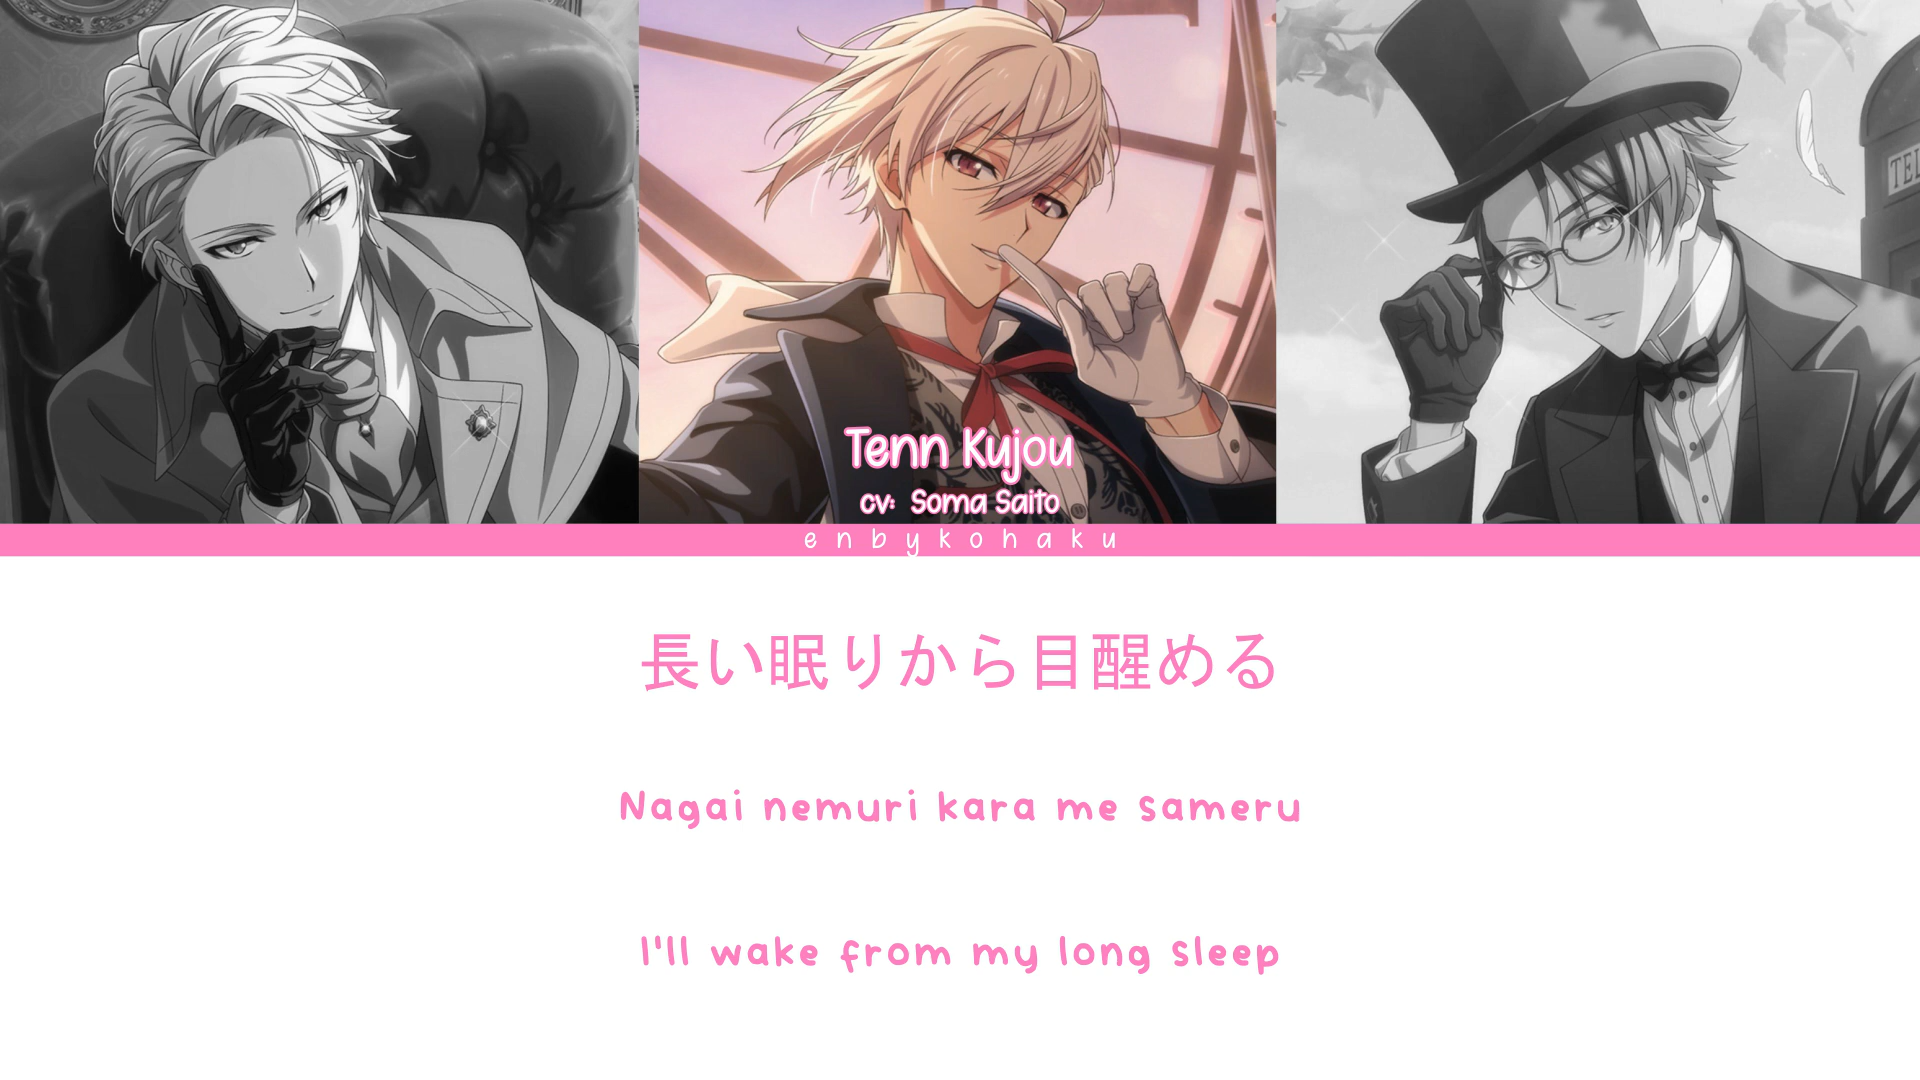 TEL
Tenn Kujou
cv: Soma Saito
enbykohaku
長い眠りから目醒める
Nagai nemuri kara me sameru
I'll wake from my long sleep